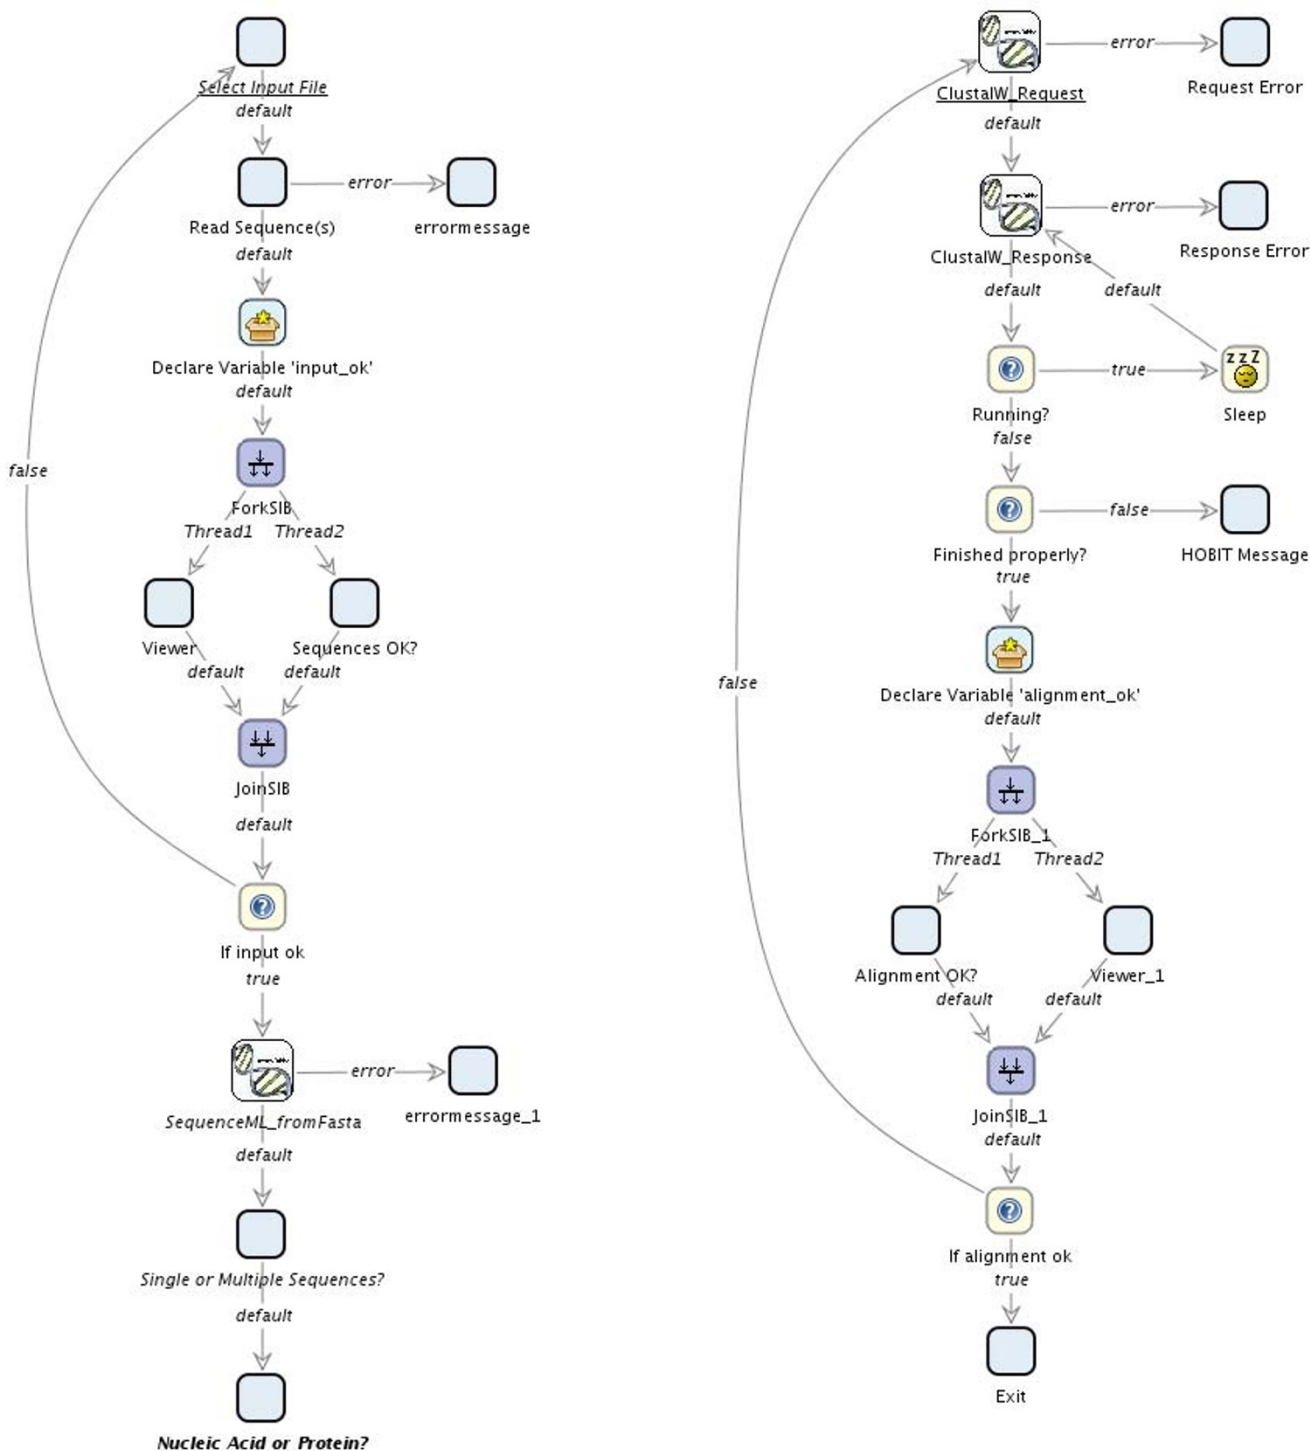 Select Input File
default
Read Sequence(s)
error
errormessage
default
Declare Variable 'input_ok'
default
false
ForkSIB
Thread1
Thread2
Viewer
Sequences OK?
default
default
JoinSIB
default
If input ok
true
SequenceML_fromFasta
error
errormessage_1
default
Single or Multiple Sequences?
default
Nucleic Acid or Protein?
ClustalW_Request
error
Request Error
default
ClustalW_Response
error
Response Error
default
default
Running?
true
zzZ
Sleep
false
Finished properly?
false
HOBIT Message
true
Declare Variable 'alignment_ok'
default
false
ForkSIB_1
Thread1
Thread2
Alignment OK?
Viewer_1
default
default
JoinSIB_1
default
If alignment ok
true
Exit